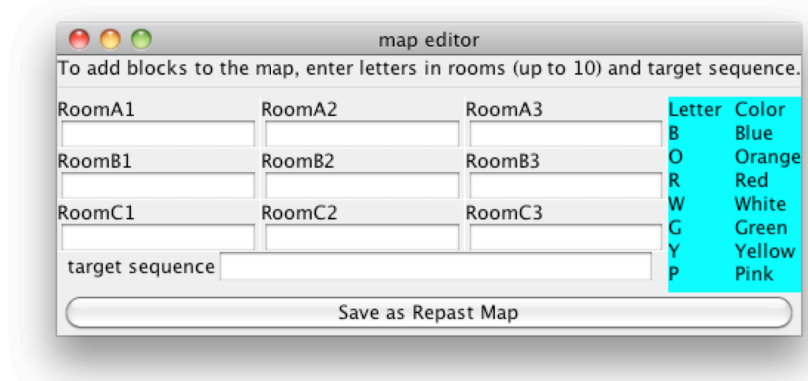 map editor
To add blocks to the map, enter letters in rooms (up to 10) and target sequence.
RoomA1 RoomA2 RoomA3
RoomB1 RoomB2 RoomB3
RoomC1 RoomC2 RoomC3
target sequence
Letter Color
B Blue
O Orange
R Red
W White
G Green
Y Yellow
P Pink
Save as Repast Map